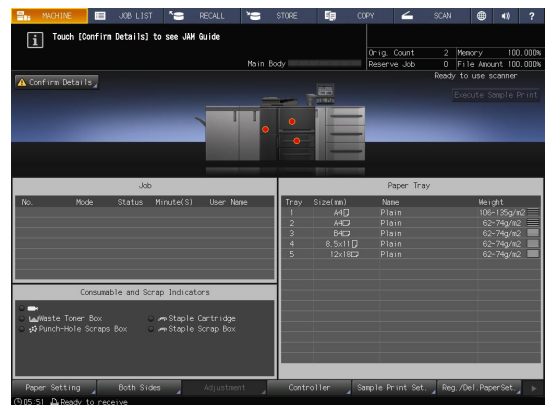 MACHINE JOB LIST RECALL STORE COPY SCAN ?
Touch [Confirm Details] to see JAM Guide
Main Body
Orig. Count 2 Memory 100.000%
Reserve Job 0 File Amount 100.000%
Ready to use scanner
Confirm Details
Execute Sample Print
Job
No. Mode Status Minute(S) User Name
Paper Tray
Tray Size(mm) Name Weight
1 A4 Plain 106-135g/m2
2 A4 Plain 62-74g/m2
3 B4 Plain 62-74g/m2
4 8.5x11 Plain 62-74g/m2
5 12x18 Plain 62-74g/m2
Consumable and Scrap Indicators
Waste Toner Box Staple Cartridge
Punch-Hole Scraps Box Staple Scrap Box
Paper Setting Both Sides Adjustment Controller Sample Print Set. Reg./Del.PaperSet.
05:51 Ready to receive